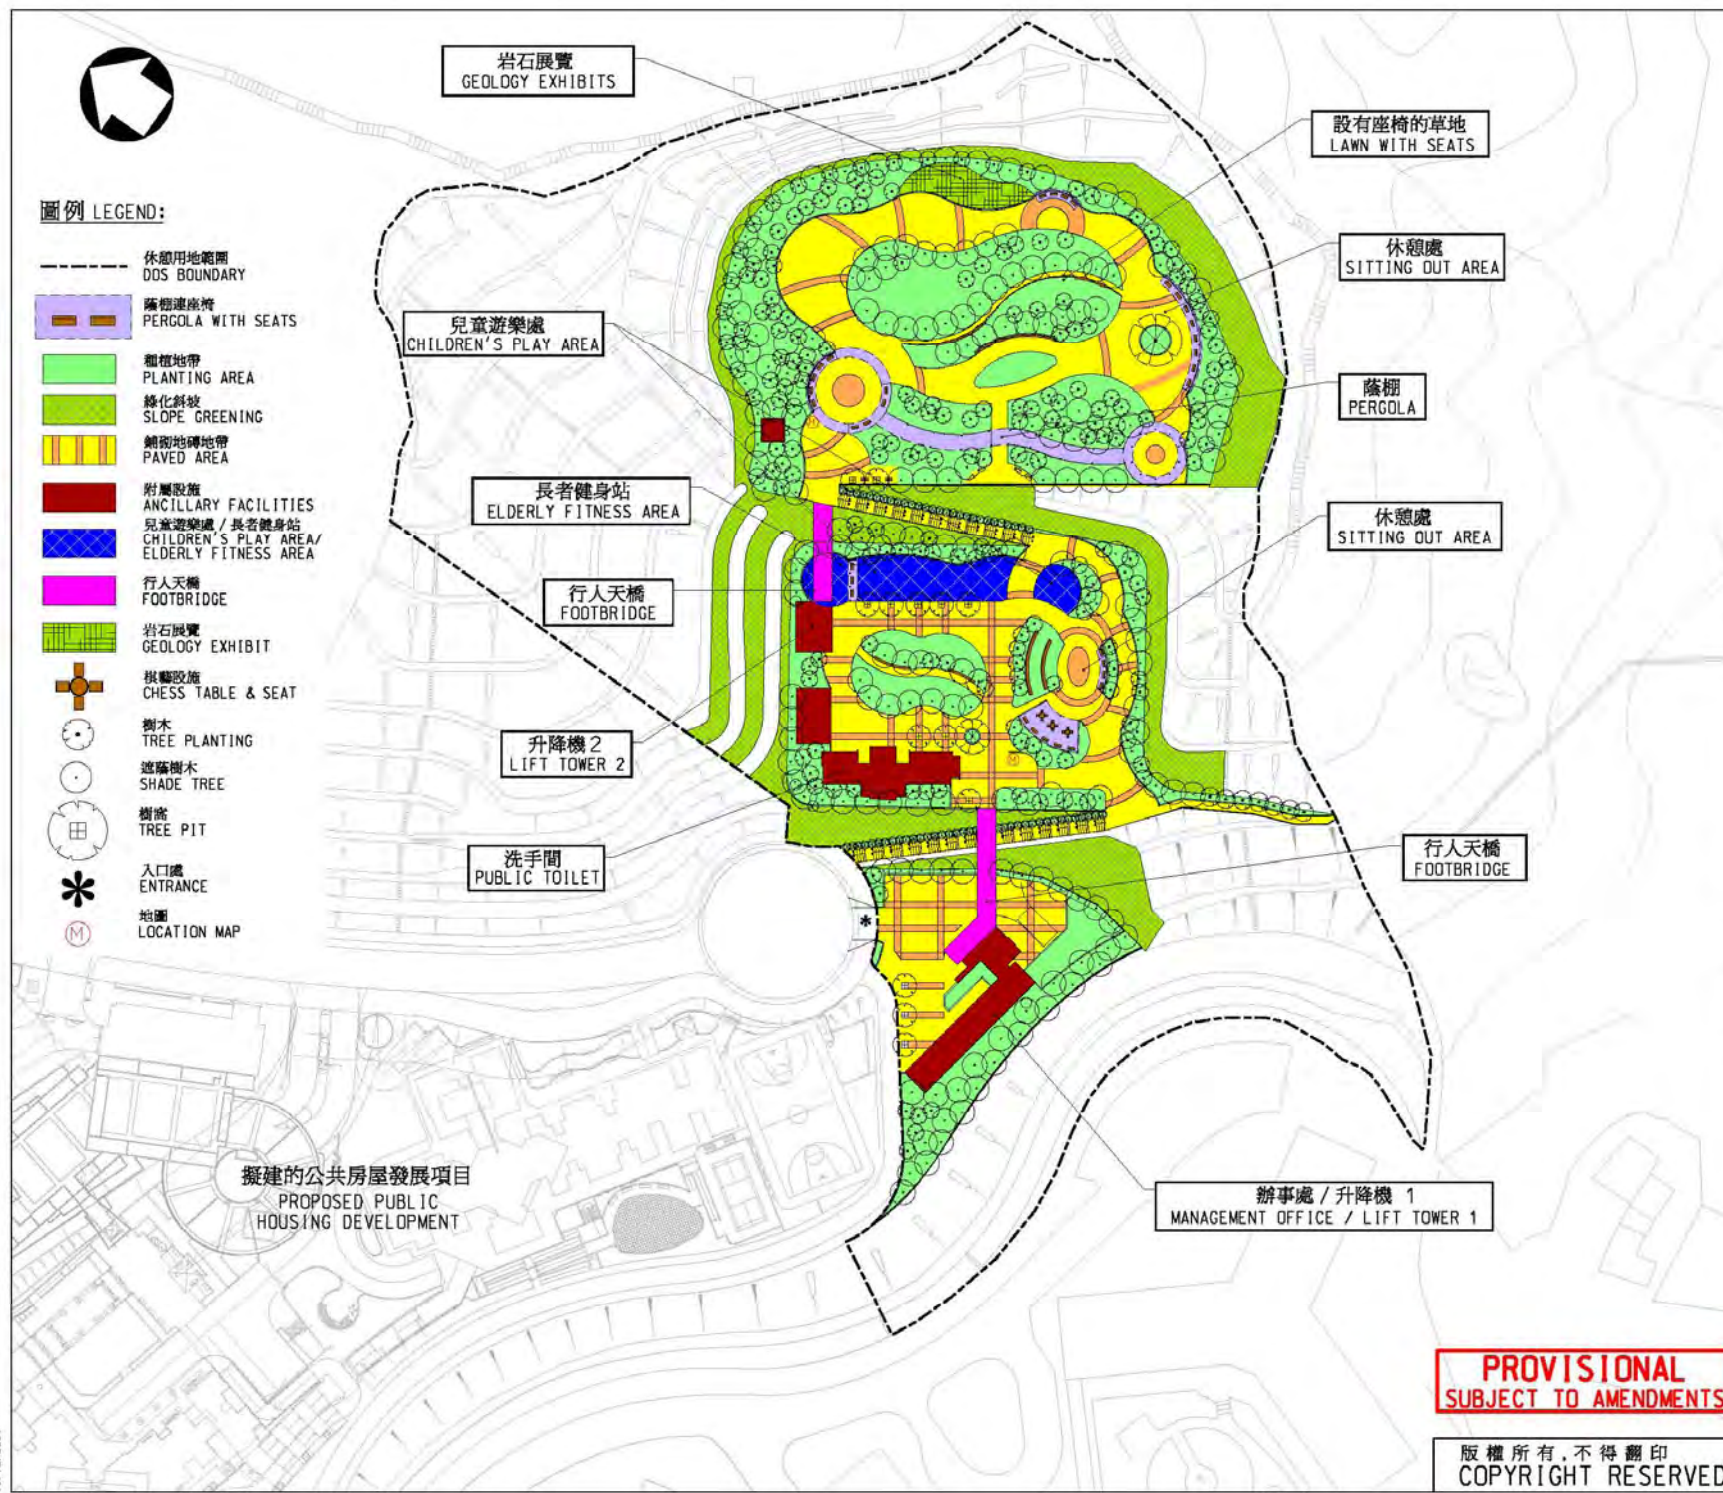 岩石展覽
GEOLOGY EXHIBITS
設有座椅的草地
LAWN WITH SEATS
圖例 LEGEND:
休憩用地範圍
DOS BOUNDARY
蔭棚連座椅
PERGOLA WITH SEATS
種植地帶
PLANTING AREA
綠化斜坡
SLOPE GREENING
鋪砌地磚地帶
PAVED AREA
附屬設施
ANCILLARY FACILITIES
兒童遊樂處 / 長者健身站
CHILDREN'S PLAY AREA/
ELDERLY FITNESS AREA
行人天橋
FOOTBRIDGE
岩石展覽
GEOLOGY EXHIBIT
棋藝設施
CHESS TABLE & SEAT
樹木
TREE PLANTING
遮蔭樹木
SHADE TREE
樹窩
TREE PIT
入口處
ENTRANCE
地圖
M
LOCATION MAP
休憩處
SITTING OUT AREA
兒童遊樂處
CHILDREN'S PLAY AREA
蔭棚
PERGOLA
M
長者健身站
ELDERLY FITNESS AREA
休憩處
SITTING OUT AREA
行人天橋
FOOTBRIDGE
升降機 2
LIFT TOWER 2
M
洗手間
PUBLIC TOILET
行人天橋
FOOTBRIDGE
擬建的公共房屋發展項目
PROPOSED PUBLIC
HOUSING DEVELOPMENT
辦事處 / 升降機 1
MANAGEMENT OFFICE / LIFT TOWER 1
PROVISIONAL
SUBJECT TO AMENDMENTS
版權所有,不得翻印
COPYRIGHT RESERVED